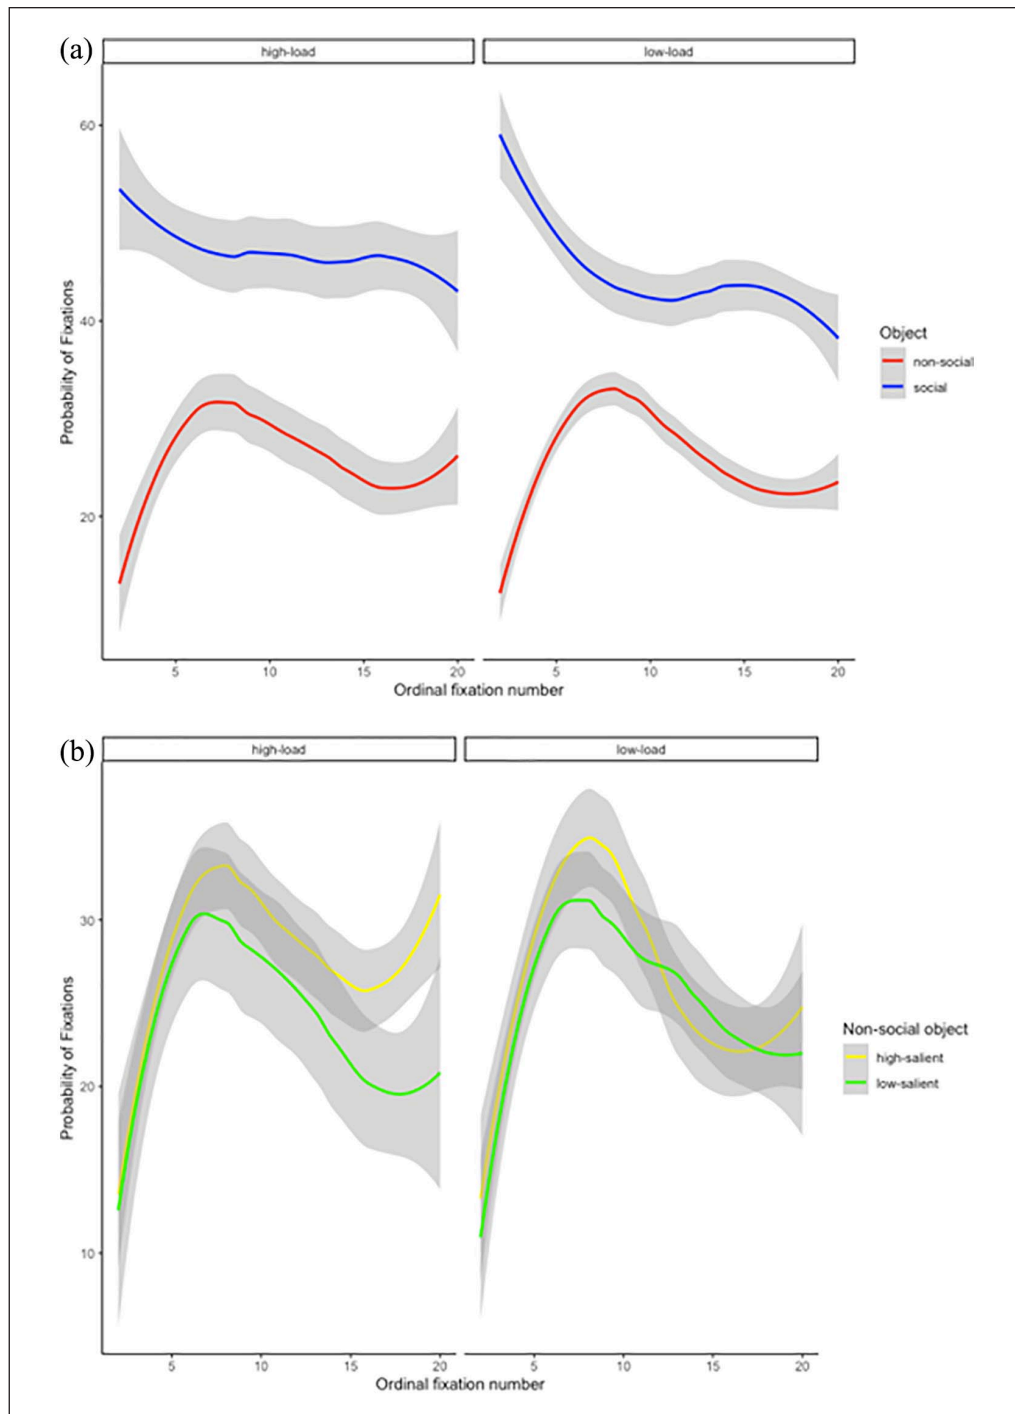 (a)
high-load
low-load
60
40
20
Probability of Fixations
5
10
15
20
5
10
15
20
Ordinal fixation number
Object
non-social
social
(b)
high-load
low-load
30
20
10
Probability of Fixations
5
10
15
20
5
10
15
20
Ordinal fixation number
Non-social object
high-salient
low-salient